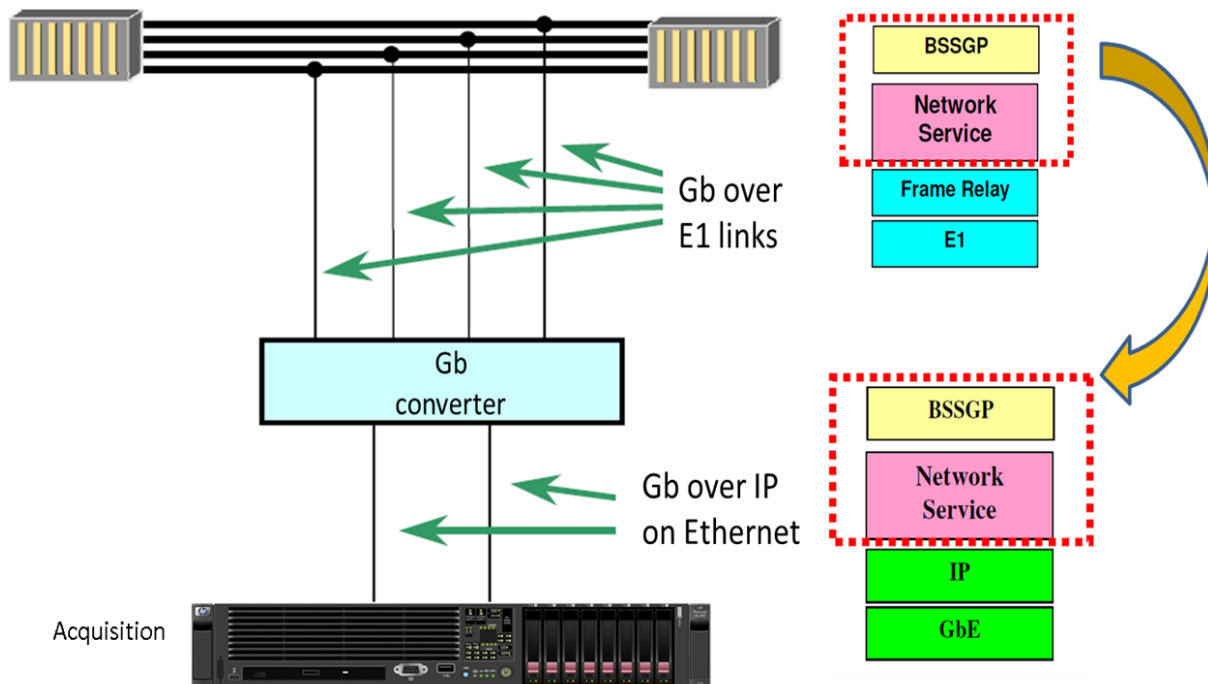 BSSGP
Network
Service
Frame Relay
E1
Gb over
E1 links
Gb
converter
BSSGP
Network
Service
IP
GbE
Gb over IP
on Ethernet
Acquisition
hp